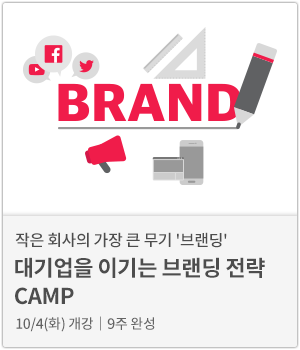 BRAND
작은 회사의 가장 큰 무기 '브랜딩'
대기업을 이기는 브랜딩 전략
CAMP
10/4(화) 개강 | 9주 완성